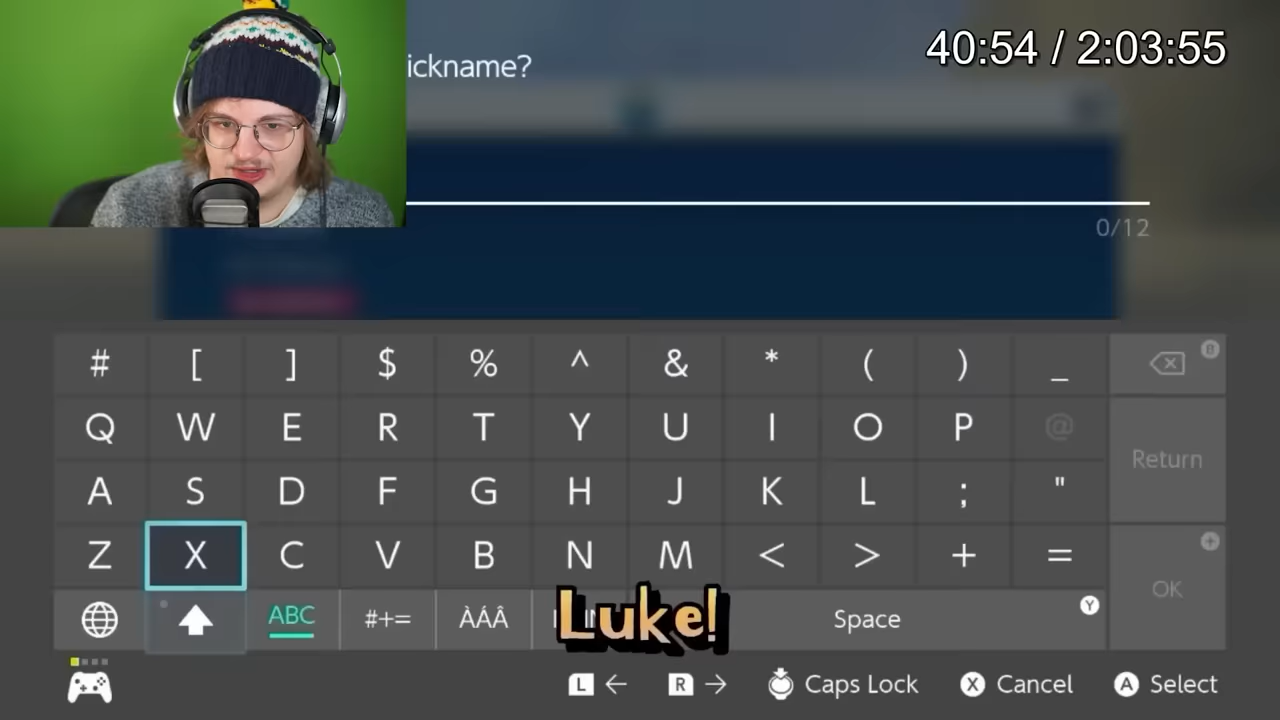 40:54 / 2:03:55
ickname?
0/12
# [ ] $ % ^ & * ( ) _
B
Q W E R T Y U I O P @
Return
A S D F G H J K L ; "
Z X C V B N M < > + =
+
OK
ABC #+= ÀÁÂ Space Y
Luke!
L ← R → Caps Lock X Cancel A Select